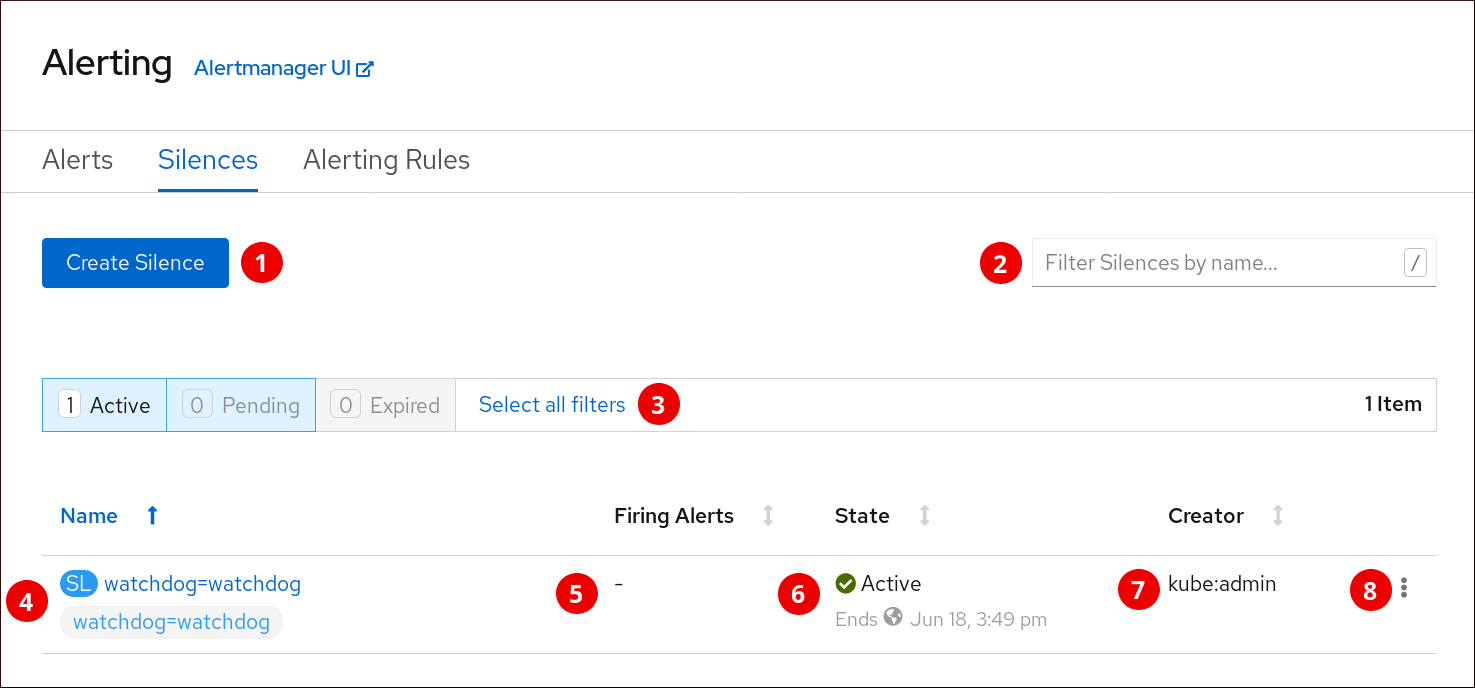 Alerting Alertmanager UI
Alerts Silences Alerting Rules
Create Silence 1 2 Filter Silences by name... /
1 Active 0 Pending 0 Expired Select all filters 3 1 Item
Name Firing Alerts State Creator
4 SL watchdog=watchdog 5 - 6 Active 7 kube:admin 8
watchdog=watchdog Ends Jun 18, 3:49 pm